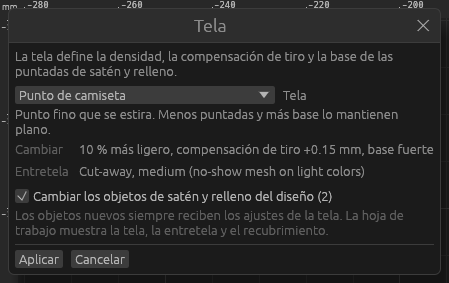 mm
-280 -260 -240 -220 -200
Tela
La tela define la densidad, la compensación de tiro y la base de las
puntadas de satén y relleno.
Punto de camiseta Tela
Punto fino que se estira. Menos puntadas y más base lo mantienen
plano.
Cambiar 10 % más ligero, compensación de tiro +0.15 mm, base fuerte
Entretela Cut-away, medium (no-show mesh on light colors)
Cambiar los objetos de satén y relleno del diseño (2)
Los objetos nuevos siempre reciben los ajustes de la tela. La hoja de
trabajo muestra la tela, la entretela y el recubrimiento.
Aplicar Cancelar